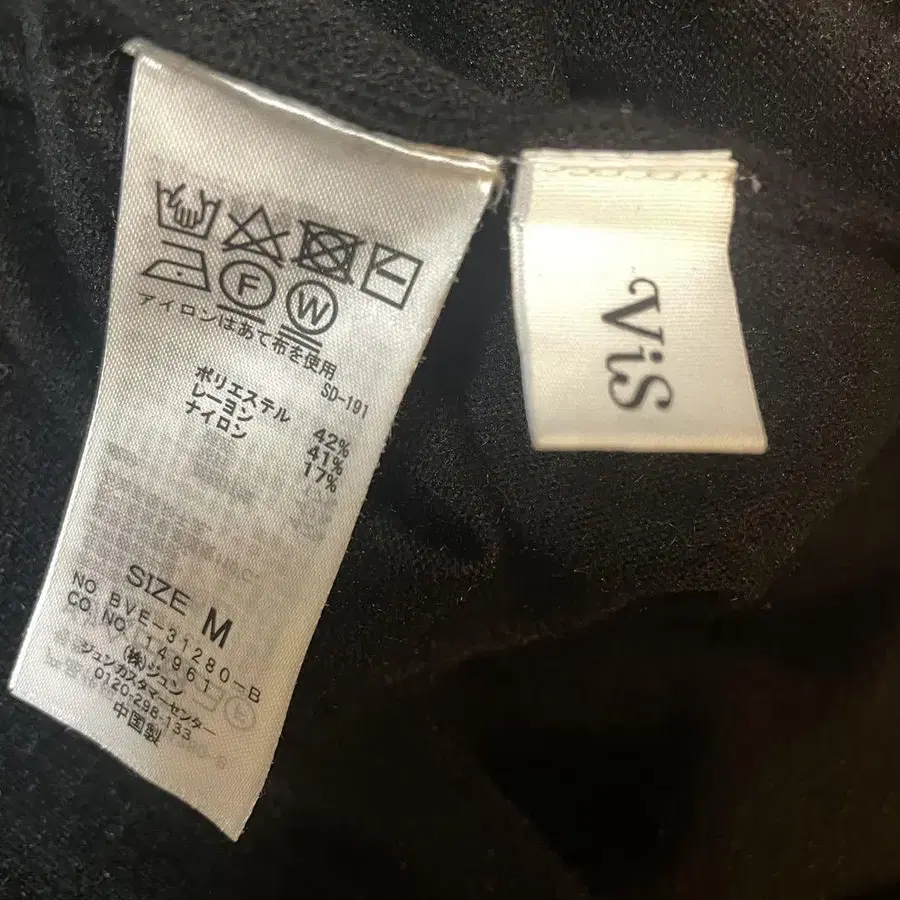 F
W
アイロンはあて布を使用
SD-191
ポリエステル 42%
レーヨン 41%
ナイロン 17%
SIZE M
NO BVE-31280-B
CO.NO.14961
(株)ジュン
ジュンカスタマーセンター
0120-298-133
中国製
ViS